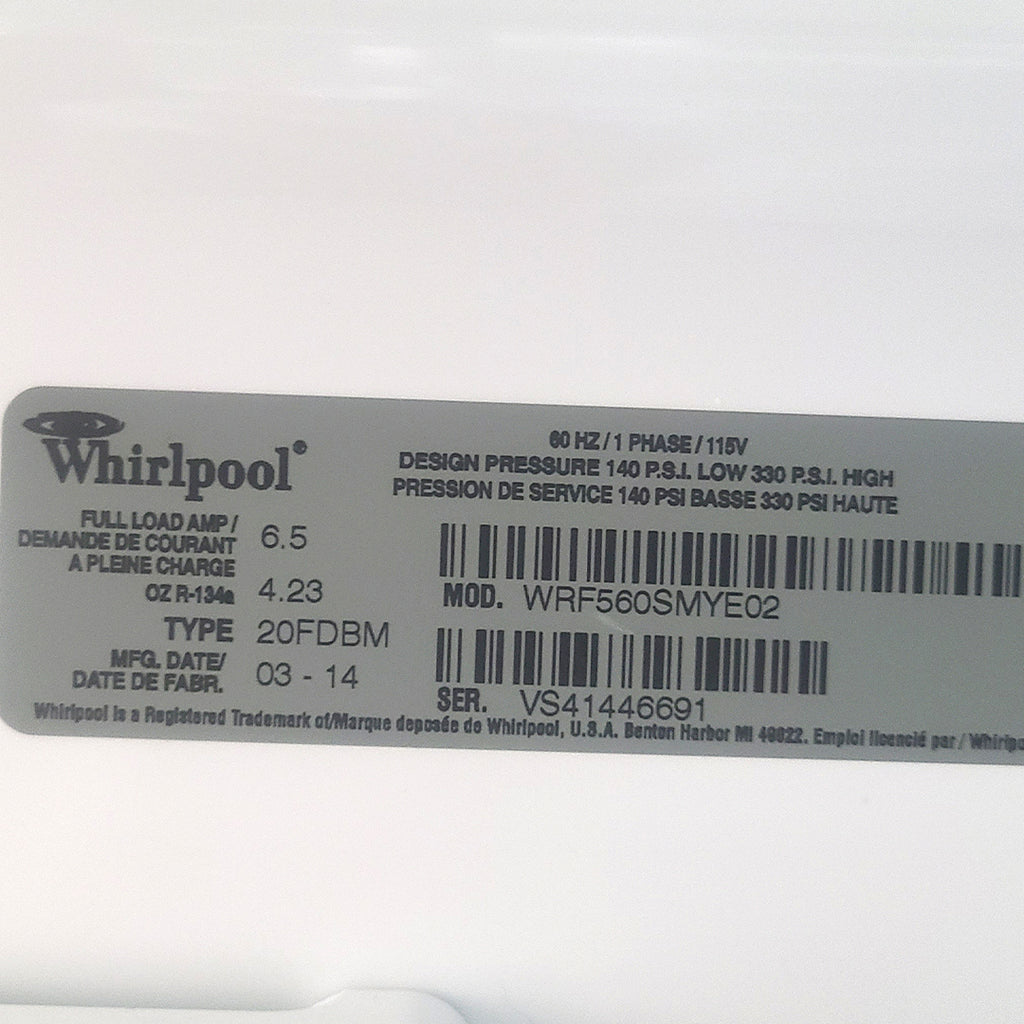 Whirlpool®
60 HZ / 1 PHASE / 115V
DESIGN PRESSURE 140 P.S.I. LOW 330 P.S.I. HIGH
PRESSION DE SERVICE 140 PSI BASSE 330 PSI HAUTE
FULL LOAD AMP /
DEMANDE DE COURANT
A PLEINE CHARGE
6.5
OZ R-134a 4.23
TYPE 20FDBM
MFG. DATE/
DATE DE FABR.
03 - 14
MOD. WRF560SMYE02
SER. VS41446691
Whirlpool is a Registered Trademark of/Marque deposée de Whirlpool, U.S.A. Benton Harbor MI 49022. Emploi licencié par /